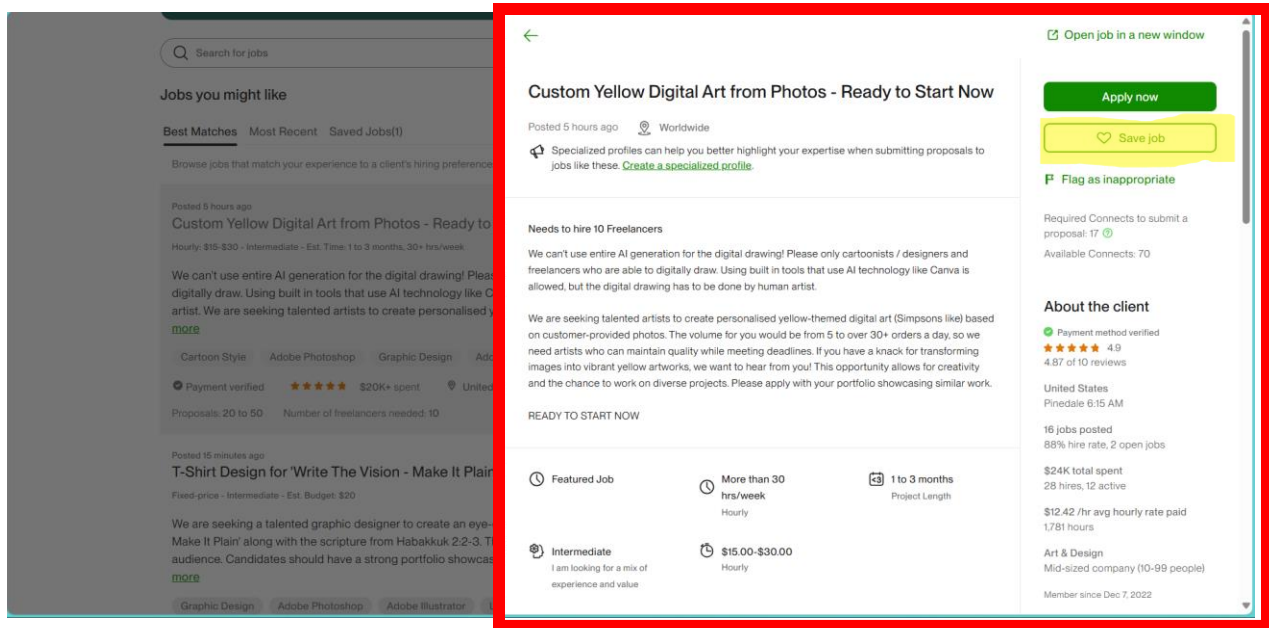 Search for jobs
Jobs you might like
Best Matches Most Recent Saved Jobs(1)
Browse jobs that match your experience to a client's hiring preference
Posted 5 hours ago
Custom Yellow Digital Art from Photos - Ready to
Hourly: $15-$30 - Intermediate - Est. Time: 1 to 3 months, 30+ hrs/week
We can't use entire AI generation for the digital drawing! Pleas
digitally draw. Using built in tools that use AI technology like C
artist. We are seeking talented artists to create personalised y
more
Cartoon Style Adobe Photoshop Graphic Design Ado
Payment verified $20K+ spent United
Proposals: 20 to 50 Number of freelancers needed: 10
Posted 15 minutes ago
T-Shirt Design for 'Write The Vision - Make It Plain
Fixed-price - Intermediate - Est. Budget: $20
We are seeking a talented graphic designer to create an eye-
Make It Plain' along with the scripture from Habakkuk 2:2-3. T
audience. Candidates should have a strong portfolio showcas
more
Graphic Design Adobe Photoshop Adobe Illustrator
Open job in a new window
Custom Yellow Digital Art from Photos - Ready to Start Now
Posted 5 hours ago Worldwide
Specialized profiles can help you better highlight your expertise when submitting proposals to
jobs like these. Create a specialized profile.
Needs to hire 10 Freelancers
We can't use entire AI generation for the digital drawing! Please only cartoonists / designers and
freelancers who are able to digitally draw. Using built in tools that use AI technology like Canva is
allowed, but the digital drawing has to be done by human artist.
We are seeking talented artists to create personalised yellow-themed digital art (Simpsons like) based
on customer-provided photos. The volume for you would be from 5 to over 30+ orders a day, so we
need artists who can maintain quality while meeting deadlines. If you have a knack for transforming
images into vibrant yellow artworks, we want to hear from you! This opportunity allows for creativity
and the chance to work on diverse projects. Please apply with your portfolio showcasing similar work.
READY TO START NOW
Featured Job
More than 30
hrs/week
Hourly
<3 1 to 3 months
Project Length
Intermediate
I am looking for a mix of
experience and value
$15.00-$30.00
Hourly
Apply now
Save job
Flag as inappropriate
Required Connects to submit a
proposal: 17
Available Connects: 70
About the client
Payment method verified
4.9
4.87 of 10 reviews
United States
Pinedale 6:15 AM
16 jobs posted
88% hire rate, 2 open jobs
$24K total spent
28 hires, 12 active
$12.42 /hr avg hourly rate paid
1,781 hours
Art & Design
Mid-sized company (10-99 people)
Member since Dec 7, 2022